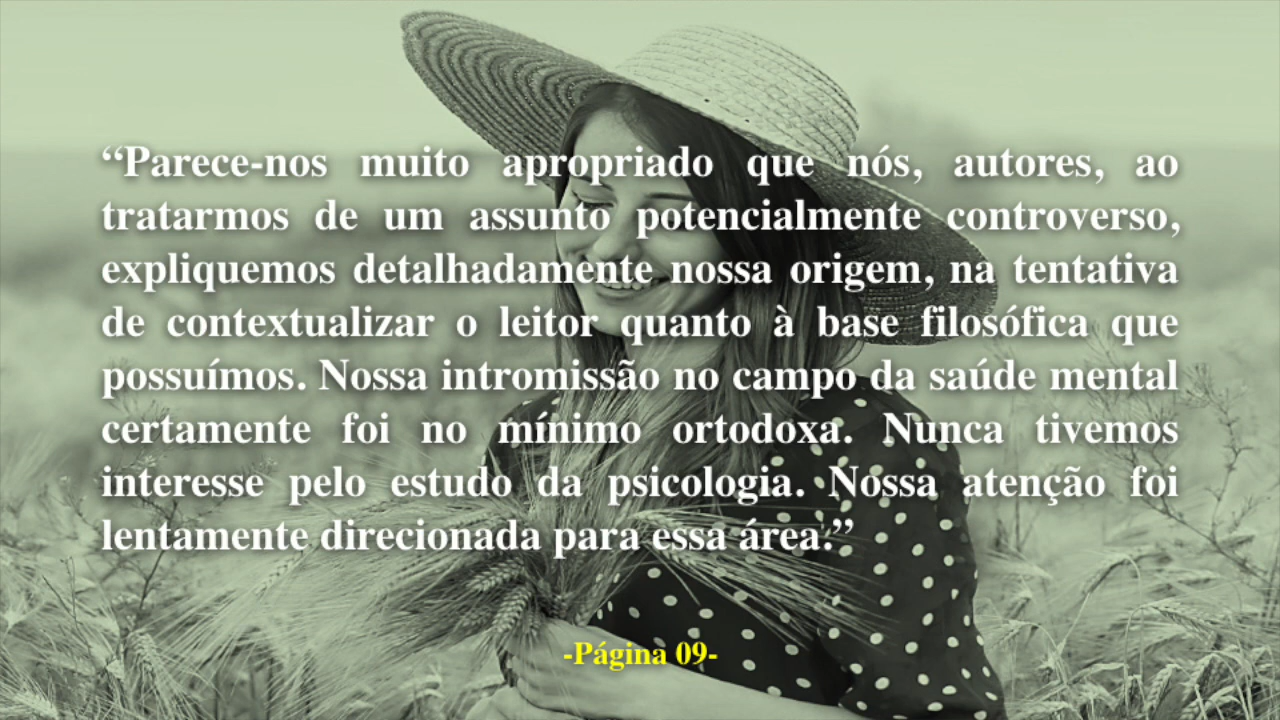 “Parece-nos muito apropriado que nós, autores, ao
tratarmos de um assunto potencialmente controverso,
expliquemos detalhadamente nossa origem, na tentativa
de contextualizar o leitor quanto à base filosófica que
possuímos. Nossa intromissão no campo da saúde mental
certamente foi no mínimo ortodoxa. Nunca tivemos
interesse pelo estudo da psicologia. Nossa atenção foi
lentamente direcionada para essa área.”
-Página 09-